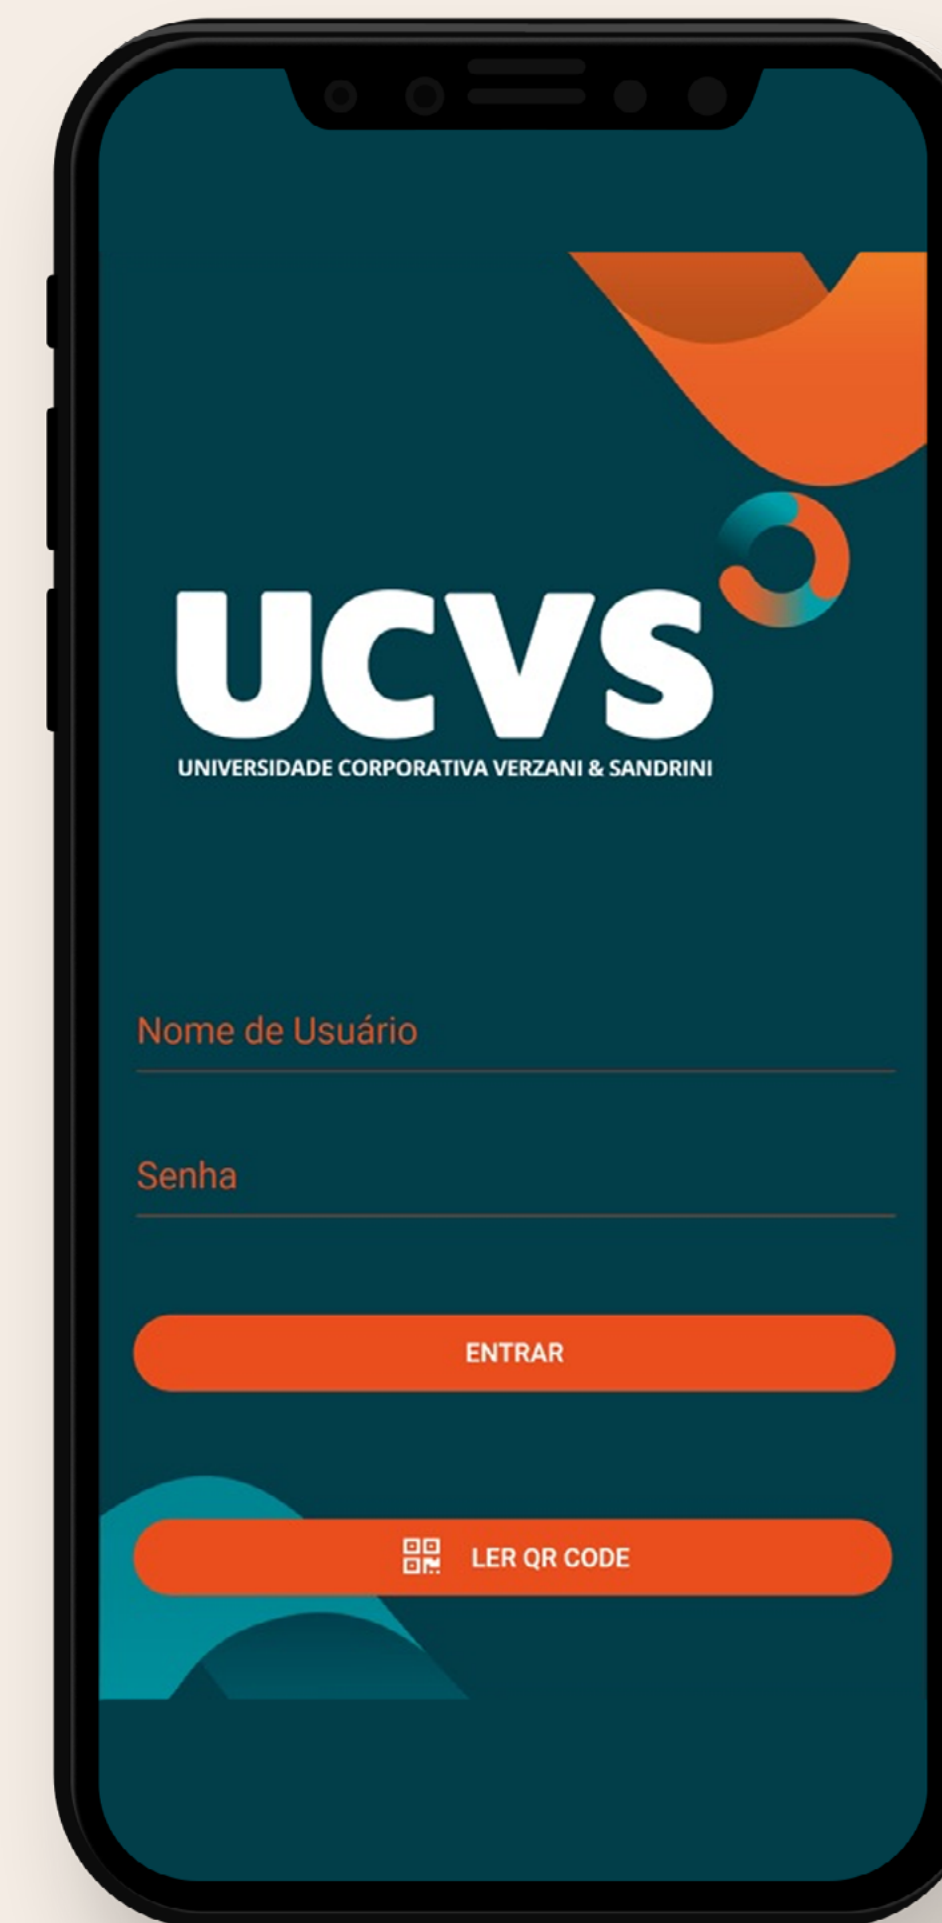 UCVS
UNIVERSIDADE CORPORATIVA VERZANI & SANDRINI
Nome de Usuário
Senha
ENTRAR
LER QR CODE